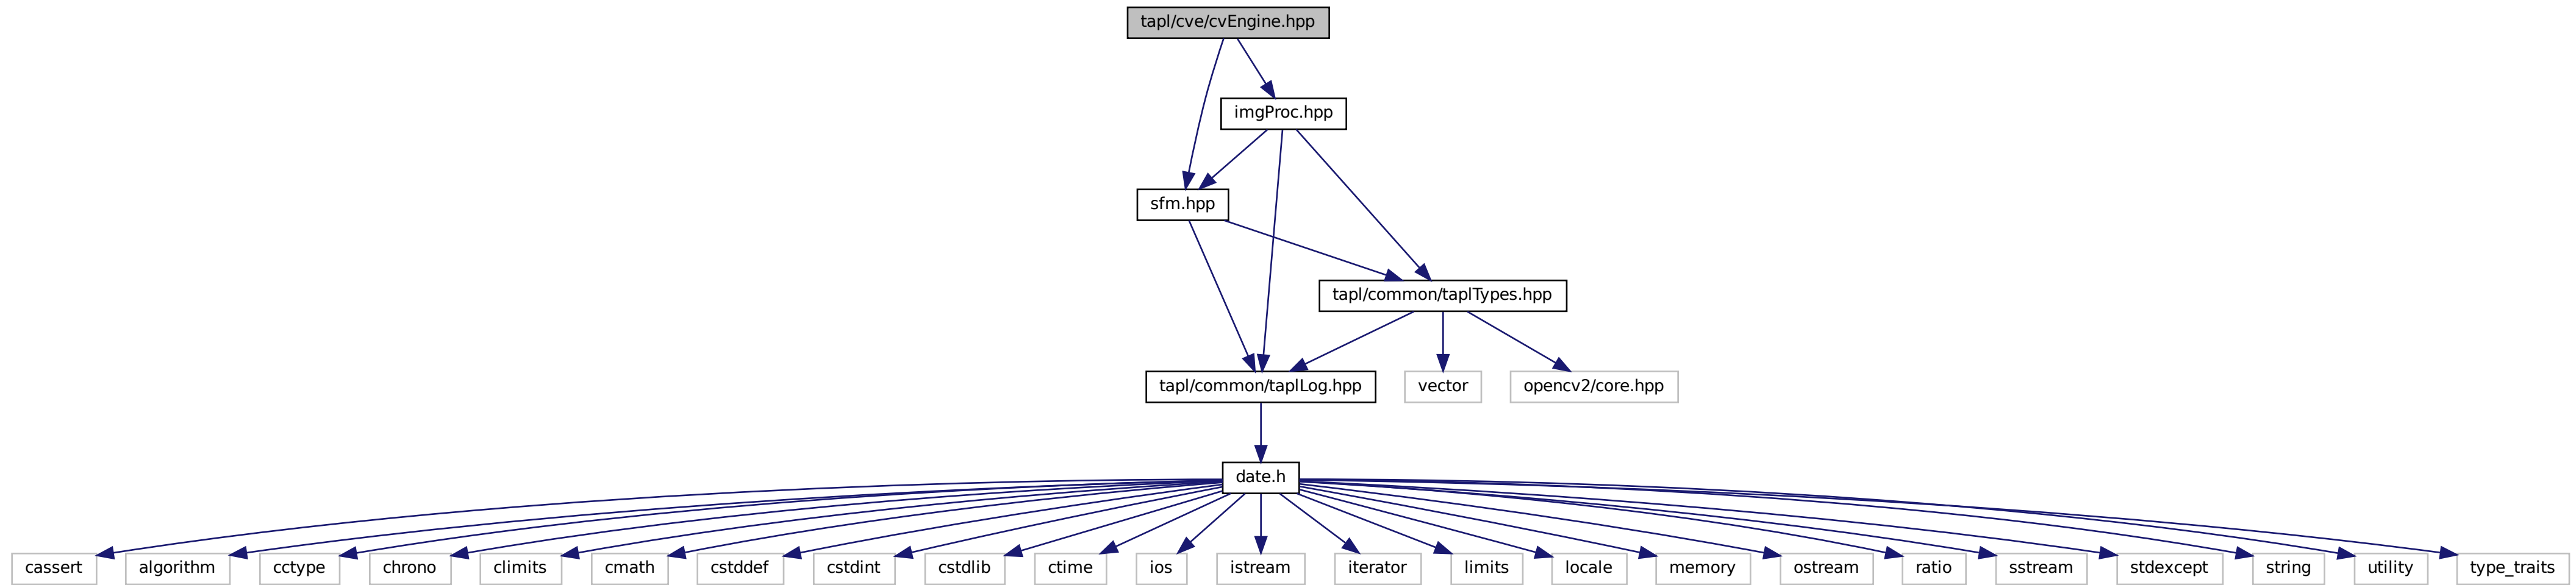 tapl/cve/cvEngine.hpp
imgProc.hpp
sfm.hpp
tapl/common/taplTypes.hpp
tapl/common/taplLog.hpp
vector
opencv2/core.hpp
date.h
cassert
algorithm
cctype
chrono
climits
cmath
cstddef
cstdint
cstdlib
ctime
ios
istream
iterator
limits
locale
memory
ostream
ratio
sstream
stdexcept
string
utility
type_traits